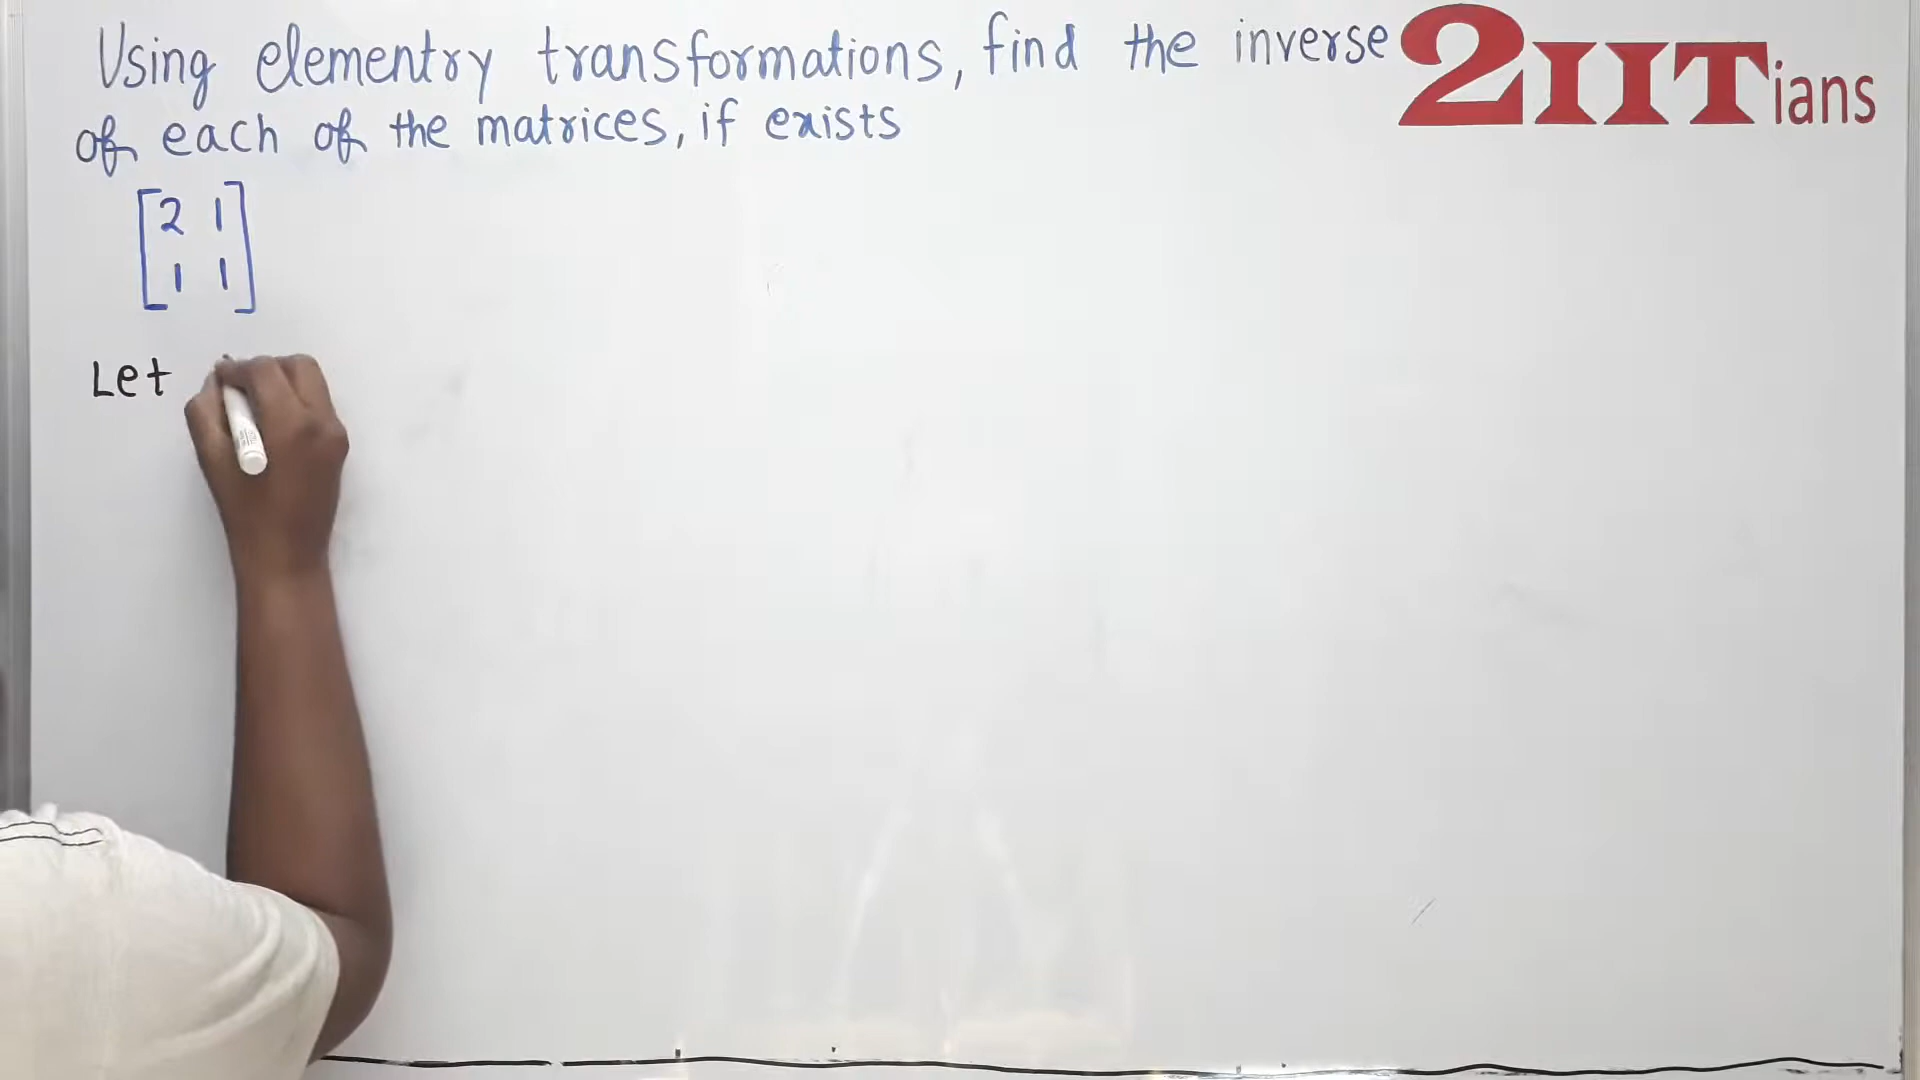 Using elementry transformations, find the inverse
of each of the matrices, if exists
2 1
1 1
Let
2IITians